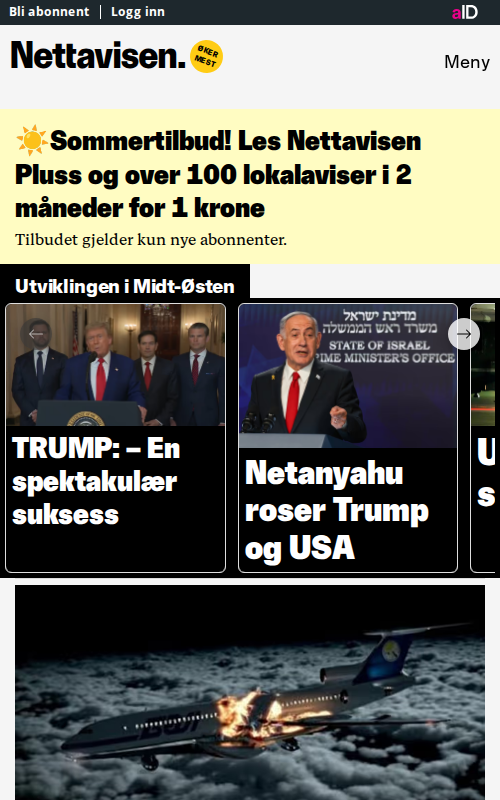 Bli abonnent
Logg inn
aID
Nettavisen.
ØKER
MEST
Meny
☀️Sommertilbud! Les Nettavisen
Pluss og over 100 lokalaviser i 2
måneder for 1 krone
Tilbudet gjelder kun nye abonnenter.
Utviklingen i Midt-Østen
TRUMP: – En
spektakulær
suksess
מדינת ישראל
משרד ראש הממשלה
STATE OF ISRAEL
IME MINISTER'S OFFICE
Netanyahu
roser Trump
og USA
U
s